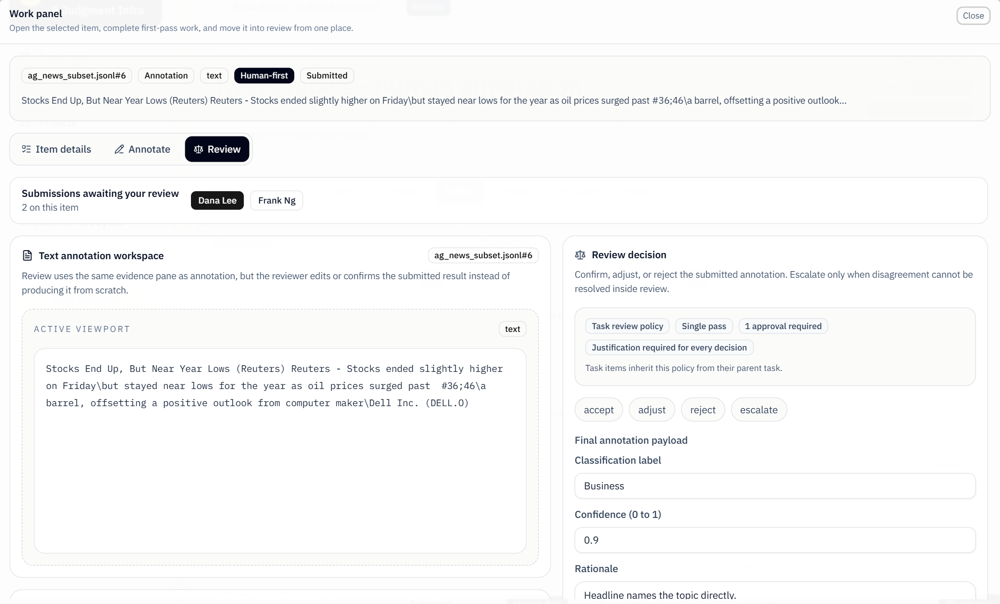 Work panel
Open the selected item, complete first-pass work, and move it into review from one place.
Close
ag_news_subset.jsonl#6
Annotation
text
Human-first
Submitted
Stocks End Up, But Near Year Lows (Reuters) Reuters - Stocks ended slightly higher on Friday\but stayed near lows for the year as oil prices surged past #36;46\a barrel, offsetting a positive outlook...
Item details
Annotate
Review
Submissions awaiting your review
2 on this item
Dana Lee
Frank Ng
Text annotation workspace
ag_news_subset.jsonl#6
Review uses the same evidence pane as annotation, but the reviewer edits or confirms the submitted result instead of
producing it from scratch.
ACTIVE VIEWPORT
text
Stocks End Up, But Near Year Lows (Reuters) Reuters - Stocks ended slightly higher
on Friday\but stayed near lows for the year as oil prices surged past  #36;46\a
barrel, offsetting a positive outlook from computer maker\Dell Inc. (DELL.O)
Review decision
Confirm, adjust, or reject the submitted annotation. Escalate only when disagreement cannot be
resolved inside review.
Task review policy
Single pass
1 approval required
Justification required for every decision
Task items inherit this policy from their parent task.
accept
adjust
reject
escalate
Final annotation payload
Classification label
Business
Confidence (0 to 1)
0.9
Rationale
Headline names the topic directly.